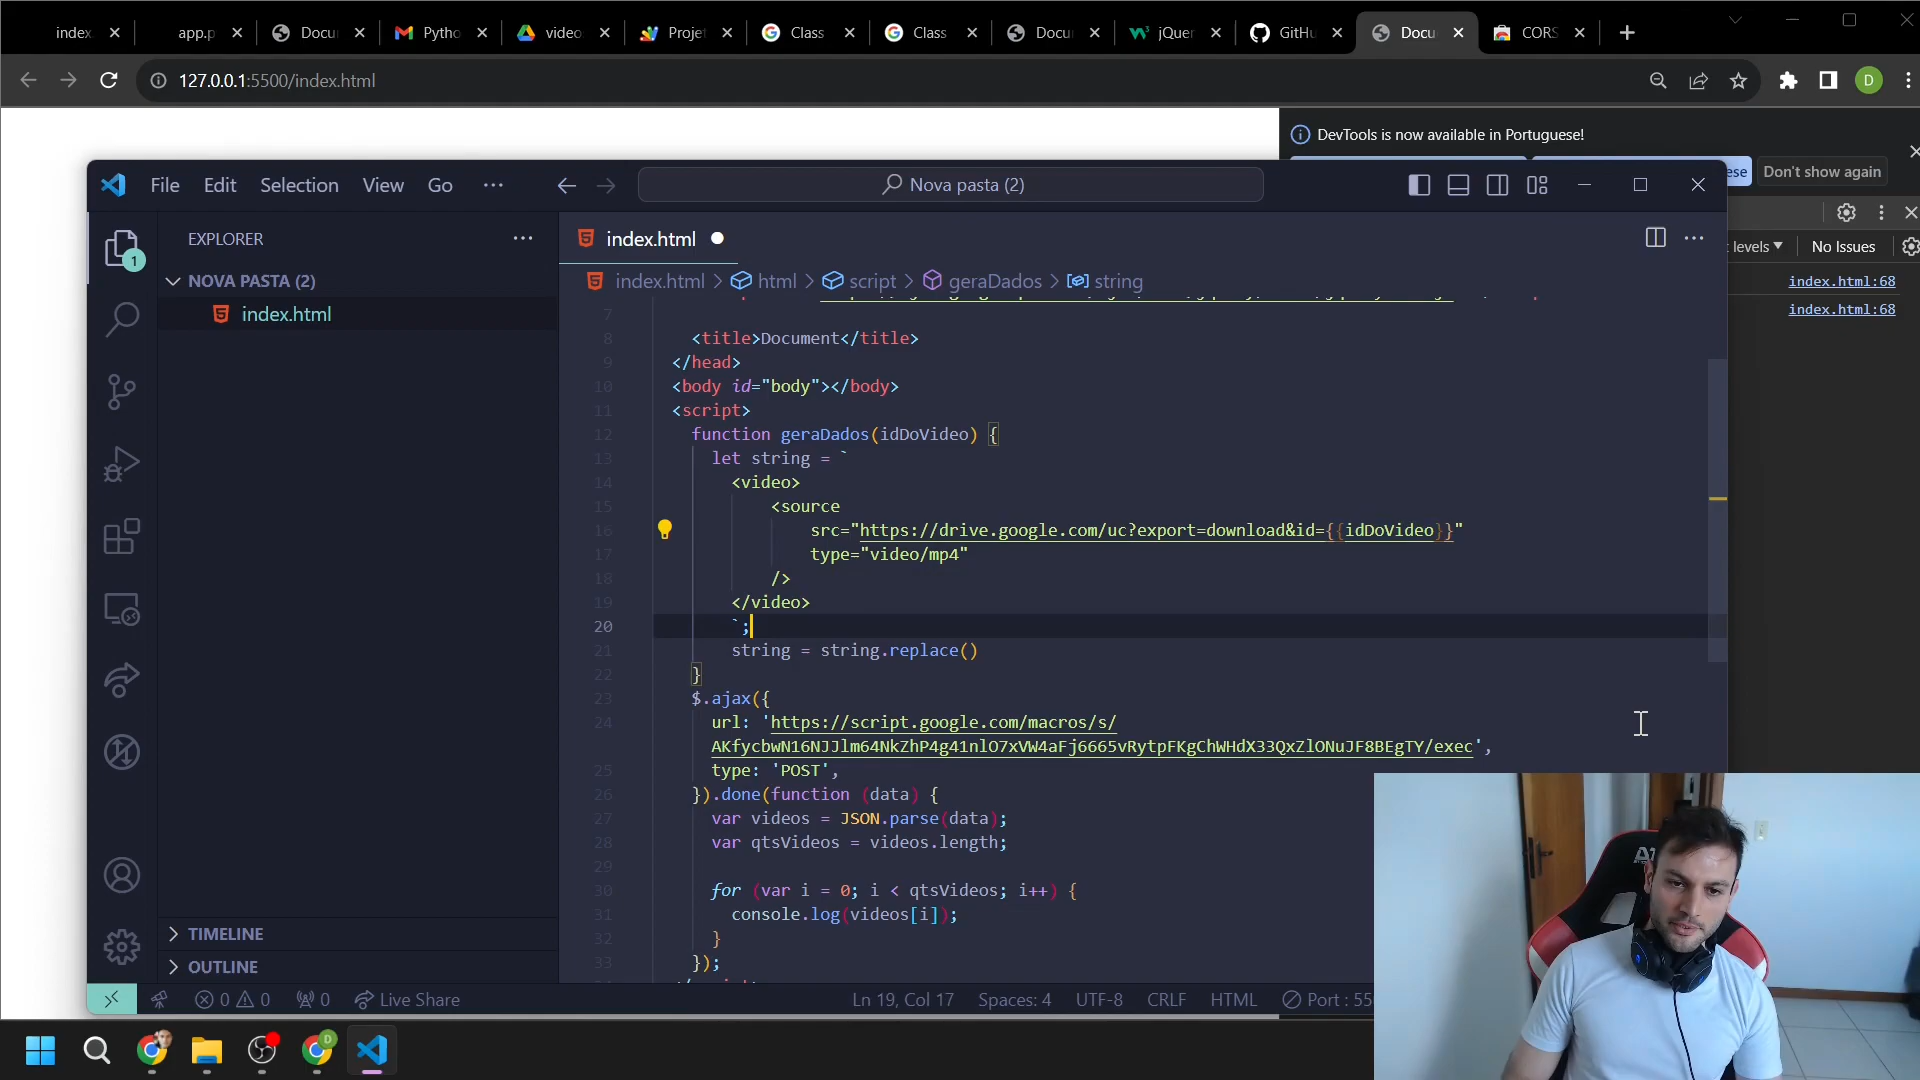 index
app.p
Docu
Pytho
video
Proje
Class
Class
Docu
jQuer
GitHu
Docu
CORS
127.0.0.1:5500/index.html
D
DevTools is now available in Portuguese!
ese
Don't show again
File Edit Selection View Go ···
Nova pasta (2)
levels
No Issues
EXPLORER
index.html
NOVA PASTA (2)
index.html > html > script > geraDados > string
index.html:68
index.html
index.html:68
1
7
8 <title>Document</title>
9 </head>
10 <body id="body"></body>
11 <script>
12 function geraDados(idDoVideo) {
13 let string = `
14 <video>
15 <source
16 src="https://drive.google.com/uc?export=download&id={{idDoVideo}}"
17 type="video/mp4"
18 />
19 </video>
20 `;
21 string = string.replace()
22 }
23 $.ajax({
24 url: 'https://script.google.com/macros/s/
AKfycbwN16NJJlm64NkZhP4g41nlO7xVW4aFj6665vRytpFKgChWHdX33QxZlONuJF8BEgTY/exec',
25 type: 'POST',
26 }).done(function (data) {
27 var videos = JSON.parse(data);
28 var qtsVideos = videos.length;
29
30 for (var i = 0; i < qtsVideos; i++) {
31 console.log(videos[i]);
32 }
33 });
TIMELINE
OUTLINE
0 0 0 Live Share
Ln 19, Col 17 Spaces: 4 UTF-8 CRLF HTML Port : 55
D